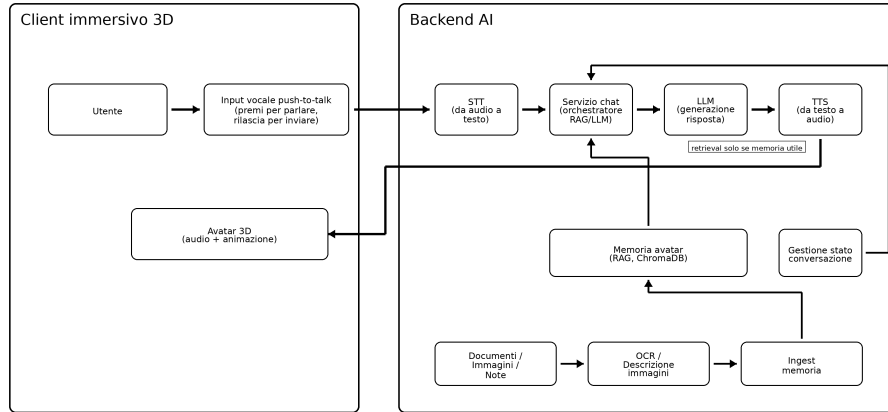 Client immersivo 3D
Backend AI
Utente
Input vocale push-to-talk
(premi per parlare,
rilascia per inviare)
STT
(da audio a
testo)
Servizio chat
(orchestratore
RAG/LLM)
LLM
(generazione
risposta)
TTS
(da testo a
audio)
retrieval solo se memoria utile
Avatar 3D
(audio + animazione)
Memoria avatar
(RAG, ChromaDB)
Gestione stato
conversazione
Documenti /
Immagini /
Note
OCR /
Descrizione
immagini
Ingest
memoria